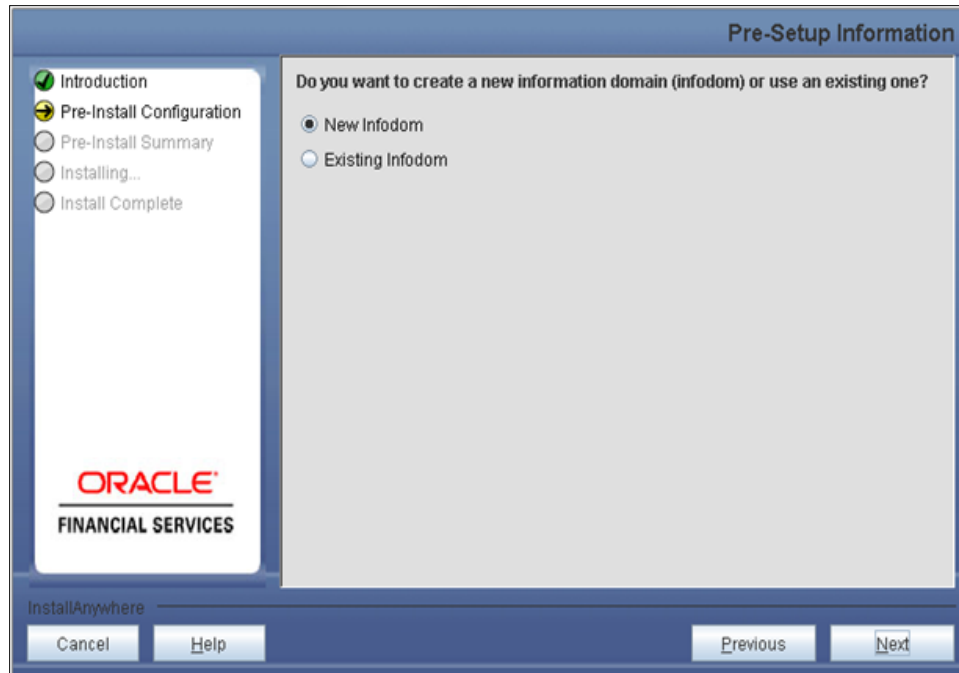 Pre-Setup Information
Introduction
Pre-Install Configuration
Pre-Install Summary
Installing...
Install Complete
ORACLE
FINANCIAL SERVICES
Do you want to create a new information domain (infodom) or use an existing one?
New Infodom
Existing Infodom
InstallAnywhere
Cancel
Help
Previous
Next